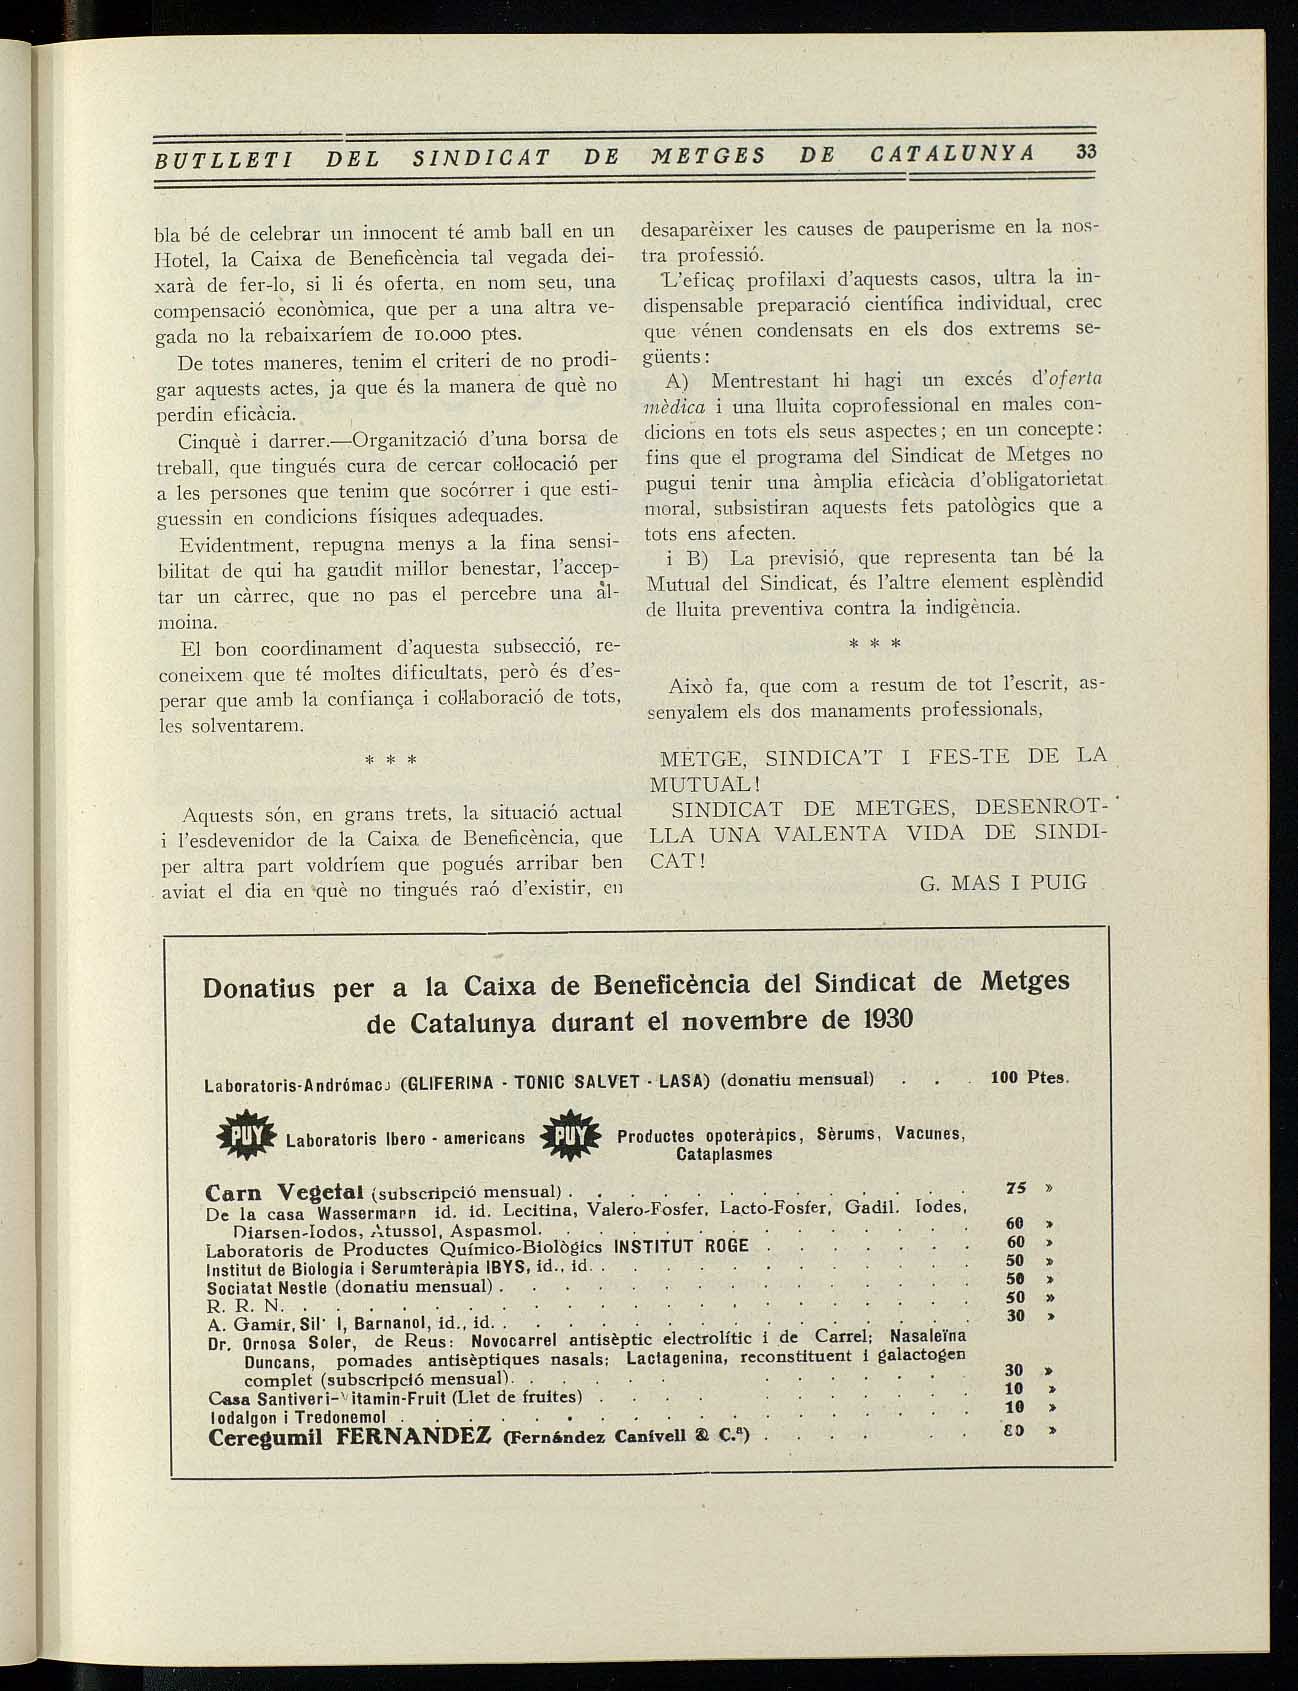 BUTLLETI DEL SINDICAT DE METGES DE CATALUNYA 33
bla bé de celebrar un innocent té amb ball en un
Hotel, la Caixa de Beneficència tal vegada dei-
xarà de fer-lo, si li és oferta, en nom seu, una
compensació econòmica, que per a una altra ve-
gada no la rebaixaríem de 10.000 ptes.
De totes maneres, tenim el criteri de no prodi-
gar aquests actes, ja que és la manera de què no
perdin eficàcia.
Cinquè i darrer.—Organització d'una borsa de
treball, que tingués cura de cercar col·locació per
a les persones que tenim que socórrer i que esti-
guessin en condicions físiques adequades.
Evidentment, repugna menys a la fina sensi-
bilitat de qui ha gaudit millor benestar, l'accep-
tar un càrrec, que no pas el percebre una àl-
moina.
El bon coordinament d'aquesta subsecció, re-
coneixem que té moltes dificultats, però és d'es-
perar que amb la confiança i col·laboració de tots,
les solventarem.
* * *
Aquests són, en grans trets, la situació actual
i l'esdevenidor de la Caixa de Beneficència, que
per altra part voldríem que pogués arribar ben
aviat el dia en què no tingués raó d'existir, en
desaparèixer les causes de pauperisme en la nos-
tra professió.
L'eficaç profilaxi d'aquests casos, ultra la in-
dispensable preparació científica individual, crec
que vénen condensats en els dos extrems se-
güents:
A) Mentrestant hi hagi un excés d'oferta
mèdica i una lluita coprofessional en males con-
dicions en tots els seus aspectes; en un concepte:
fins que el programa del Sindicat de Metges no
pugui tenir una àmplia eficàcia d'obligatorietat
moral, subsistiran aquests fets patològics que a
tots ens afecten.
i B) La previsió, que representa tan bé la
Mutual del Sindicat, és l'altre element esplèndid
de lluita preventiva contra la indigència.
* * *
Això fa, que com a resum de tot l'escrit, as-
senyalem els dos manaments professionals,
METGE, SINDICA'T I FES-TE DE LA
MUTUAL!
SINDICAT DE METGES, DESENROT-
LLA UNA VALENTA VIDA DE SINDI-
CAT!
G. MAS I PUIG
Donatius per a la Caixa de Beneficència del Sindicat de Metges
de Catalunya durant el novembre de 1930
Laboratoris-Andrómaco (GLIFERINA - TONIC SALVET - LASA) (donatiu mensual) . . . 100 Ptes.
PUY Laboratoris Ibero - americans PUY Productes opoteràpics, Sèrums, Vacunes,
Cataplasmes
Carn Vegetal (subscripció mensual) . . . . . . . . . . . . . 75 »
De la casa Wassermann id. id. Lecitina, Valero-Fosfer, Lacto-Fosfer, Gadil. Iodes,
Diarsen-Iodos, Atussol, Aspasmol. . . . . . . . . . . . . . 60 »
Laboratoris de Productes Químico-Biològics INSTITUT ROGE . . . . . . . 60 »
Institut de Biologia i Serumteràpia IBYS, id., id. . . . . . . . . . . . . 50 »
Societat Nestle (donatiu mensual) . . . . . . . . . . . . . . . 50 »
R. R. N. . . . . . . . . . . . . . . . . . . . . . 50 »
A. Gamir, Sil I, Barnanol, id., id. . . . . . . . . . . . . . . . 30 »
Dr. Ornosa Soler, de Reus: Novocarrel antisèptic electrolític i de Carrel; Nasaleïna
Duncans, pomades antisèptiques nasals; Lactagenina, reconstituent i galactogen
complet (subscripció mensual). . . . . . . . . . . . . . 30 »
Casa Santiveri-Vitamin-Fruit (Llet de fruites) . . . . . . . . . . . . 10 »
Iodalgon i Tredonemol . . . . . . . . . . . . . . . . . . 10 »
Ceregumil FERNANDEZ (Fernández Canivell & C.ª) . . . . . . 80 »